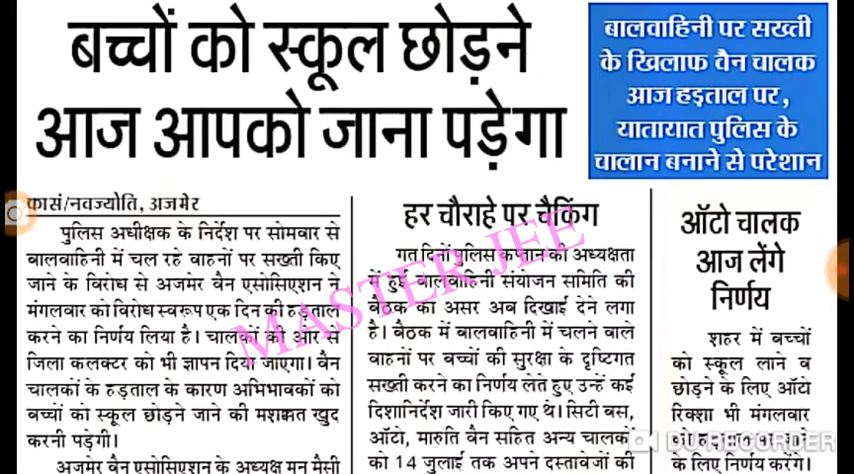 बच्चों को स्कूल छोड़ने
आज आपको जाना पड़ेगा
बालवाहिनी पर सख्ती
के खिलाफ वैन चालक
आज हड़ताल पर,
यातायात पुलिस के
चालान बनाने से परेशान
कासं/नवज्योति, अजमेर
पुलिस अधीक्षक के निर्देश पर सोमवार से
बालवाहिनी में चल रहे वाहनों पर सख्ती किए
जाने के विरोध से अजमेर वैन एसोसिएशन ने
मंगलवार को विरोध स्वरूप एक दिन की हड़ताल
करने का निर्णय लिया है। चालकों की ओर से
जिला कलक्टर को भी ज्ञापन दिया जाएगा। वैन
चालकों के हड़ताल के कारण अभिभावकों को
बच्चों को स्कूल छोड़ने जाने की मशक्कत खुद
करनी पड़ेगी।
अजमेर वैन एसोसिएशन के अध्यक्ष मन मैसी
हर चौराहे पर चैकिंग
गत दिनों पुलिस कप्तान की अध्यक्षता
में हुई बालवाहिनी संयोजन समिति की
बैठक का असर अब दिखाई देने लगा
है। बैठक में बालवाहिनी में चलने वाले
वाहनों पर बच्चों की सुरक्षा के दृष्टिगत
सख्ती करने का निर्णय लेते हुए उन्हें कई
दिशानिर्देश जारी किए गए थे। सिटी बस,
ऑटो, मारुति वैन सहित अन्य चालकों
को 14 जुलाई तक अपने दस्तावेजों की
ऑटो चालक
आज लेंगे
निर्णय
शहर में बच्चों
को स्कूल लाने व
छोड़ने के लिए ऑटो
रिक्शा भी मंगलवार
के लिए निर्णय करेंगे।
MASTER JEE
DU RECORDER